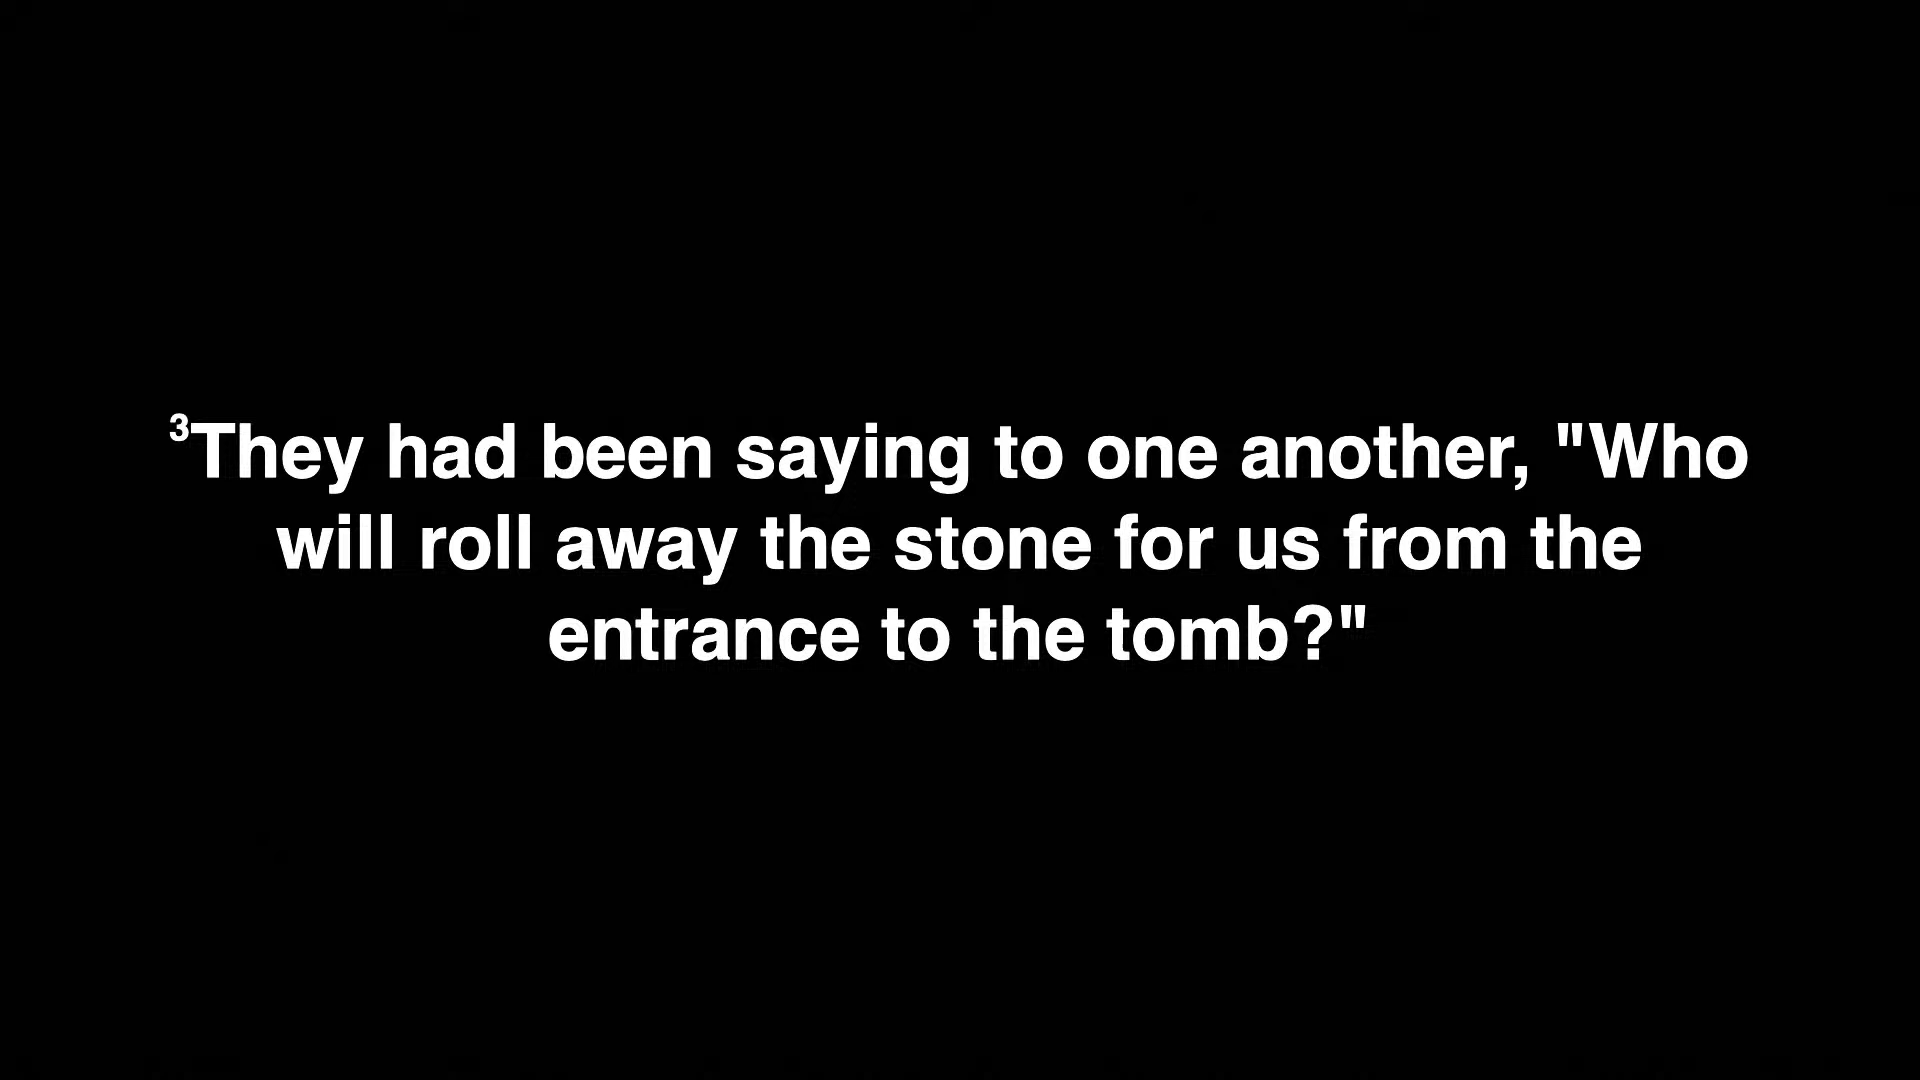 ³They had been saying to one another, "Who
will roll away the stone for us from the
entrance to the tomb?"